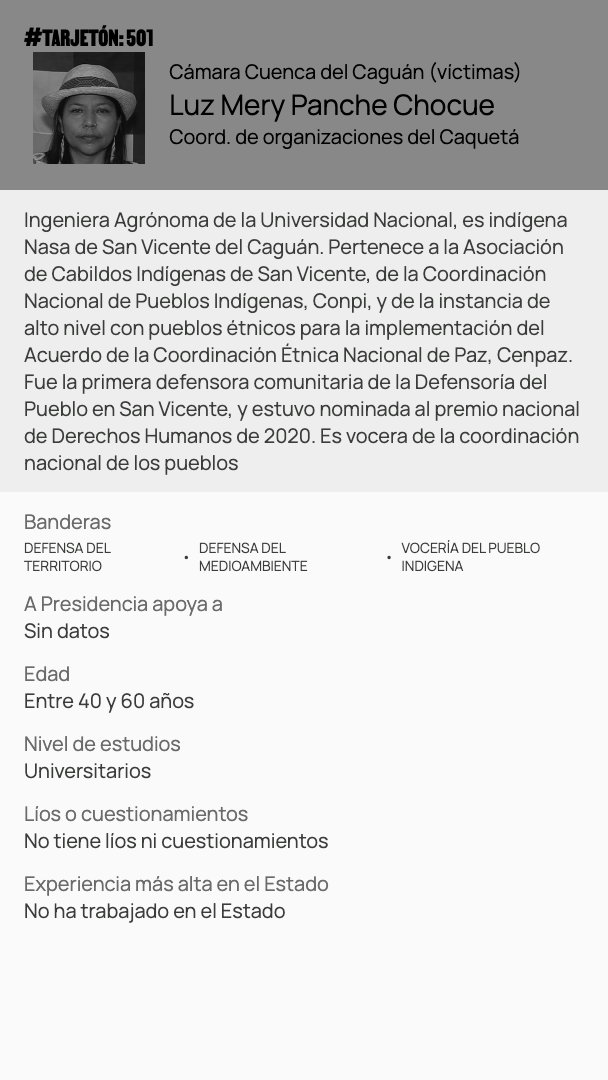 #TARJETÓN: 501
Cámara Cuenca del Caguán (víctimas)
Luz Mery Panche Chocue
Coord. de organizaciones del Caquetá
Ingeniera Agrónoma de la Universidad Nacional, es indígena
Nasa de San Vicente del Caguán. Pertenece a la Asociación
de Cabildos Indígenas de San Vicente, de la Coordinación
Nacional de Pueblos Indígenas, Conpi, y de la instancia de
alto nivel con pueblos étnicos para la implementación del
Acuerdo de la Coordinación Étnica Nacional de Paz, Cenpaz.
Fue la primera defensora comunitaria de la Defensoría del
Pueblo en San Vicente, y estuvo nominada al premio nacional
de Derechos Humanos de 2020. Es vocera de la coordinación
nacional de los pueblos
Banderas
DEFENSA DEL TERRITORIO • DEFENSA DEL MEDIOAMBIENTE • VOCERÍA DEL PUEBLO INDIGENA
A Presidencia apoya a
Sin datos
Edad
Entre 40 y 60 años
Nivel de estudios
Universitarios
Líos o cuestionamientos
No tiene líos ni cuestionamientos
Experiencia más alta en el Estado
No ha trabajado en el Estado